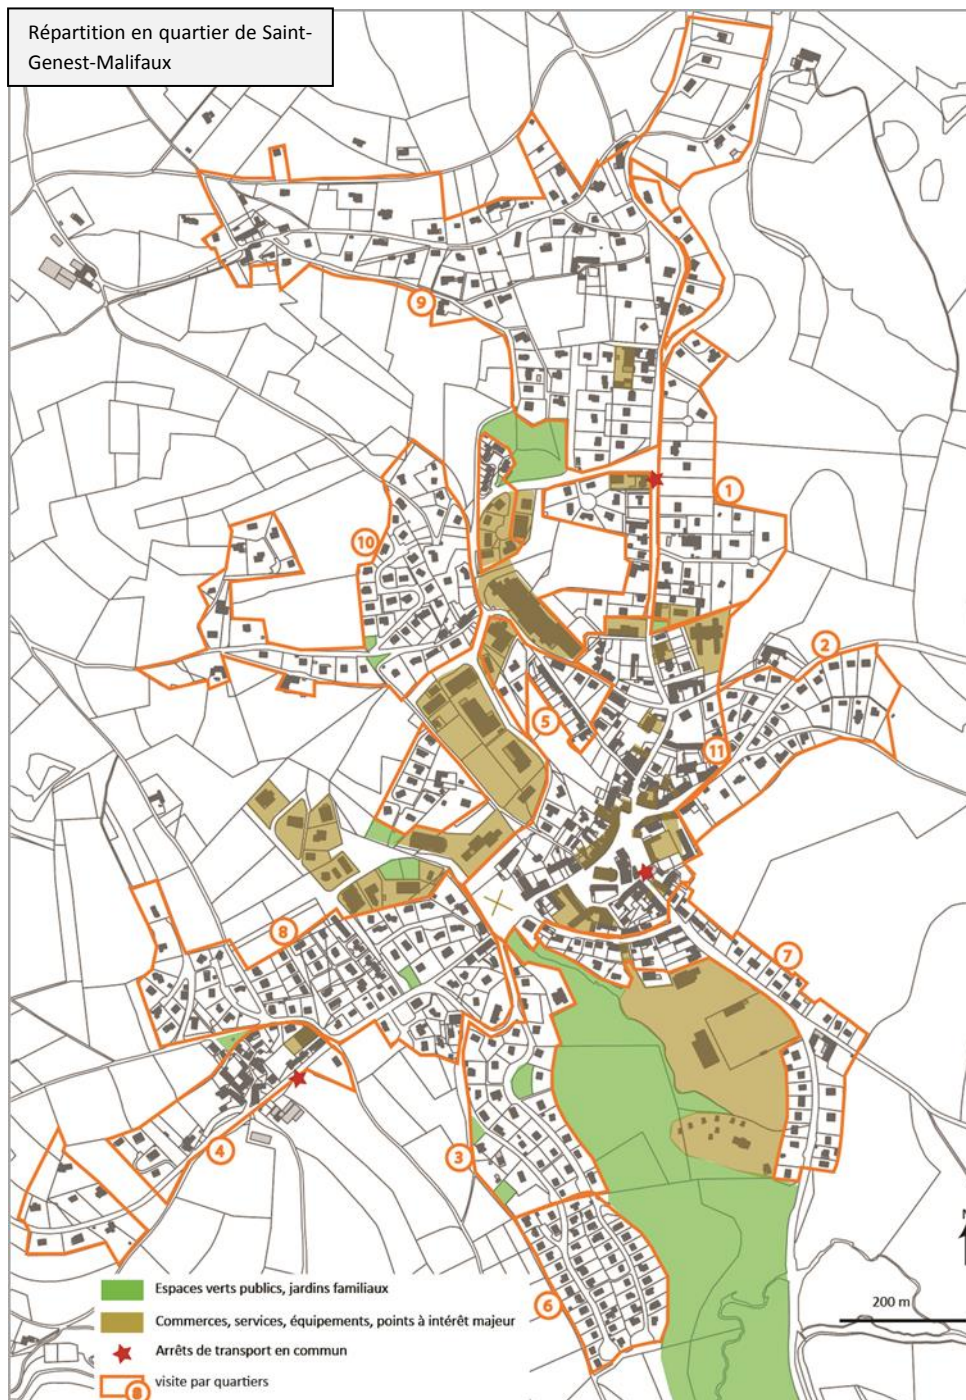 Répartition en quartier de Saint-
Genest-Malifaux
9
1
10
2
5
11
8
7
4
3
6
N
200 m
Espaces verts publics, jardins familiaux
Commerces, services, équipements, points à intérêt majeur
Arrêts de transport en commun
8 visite par quartiers